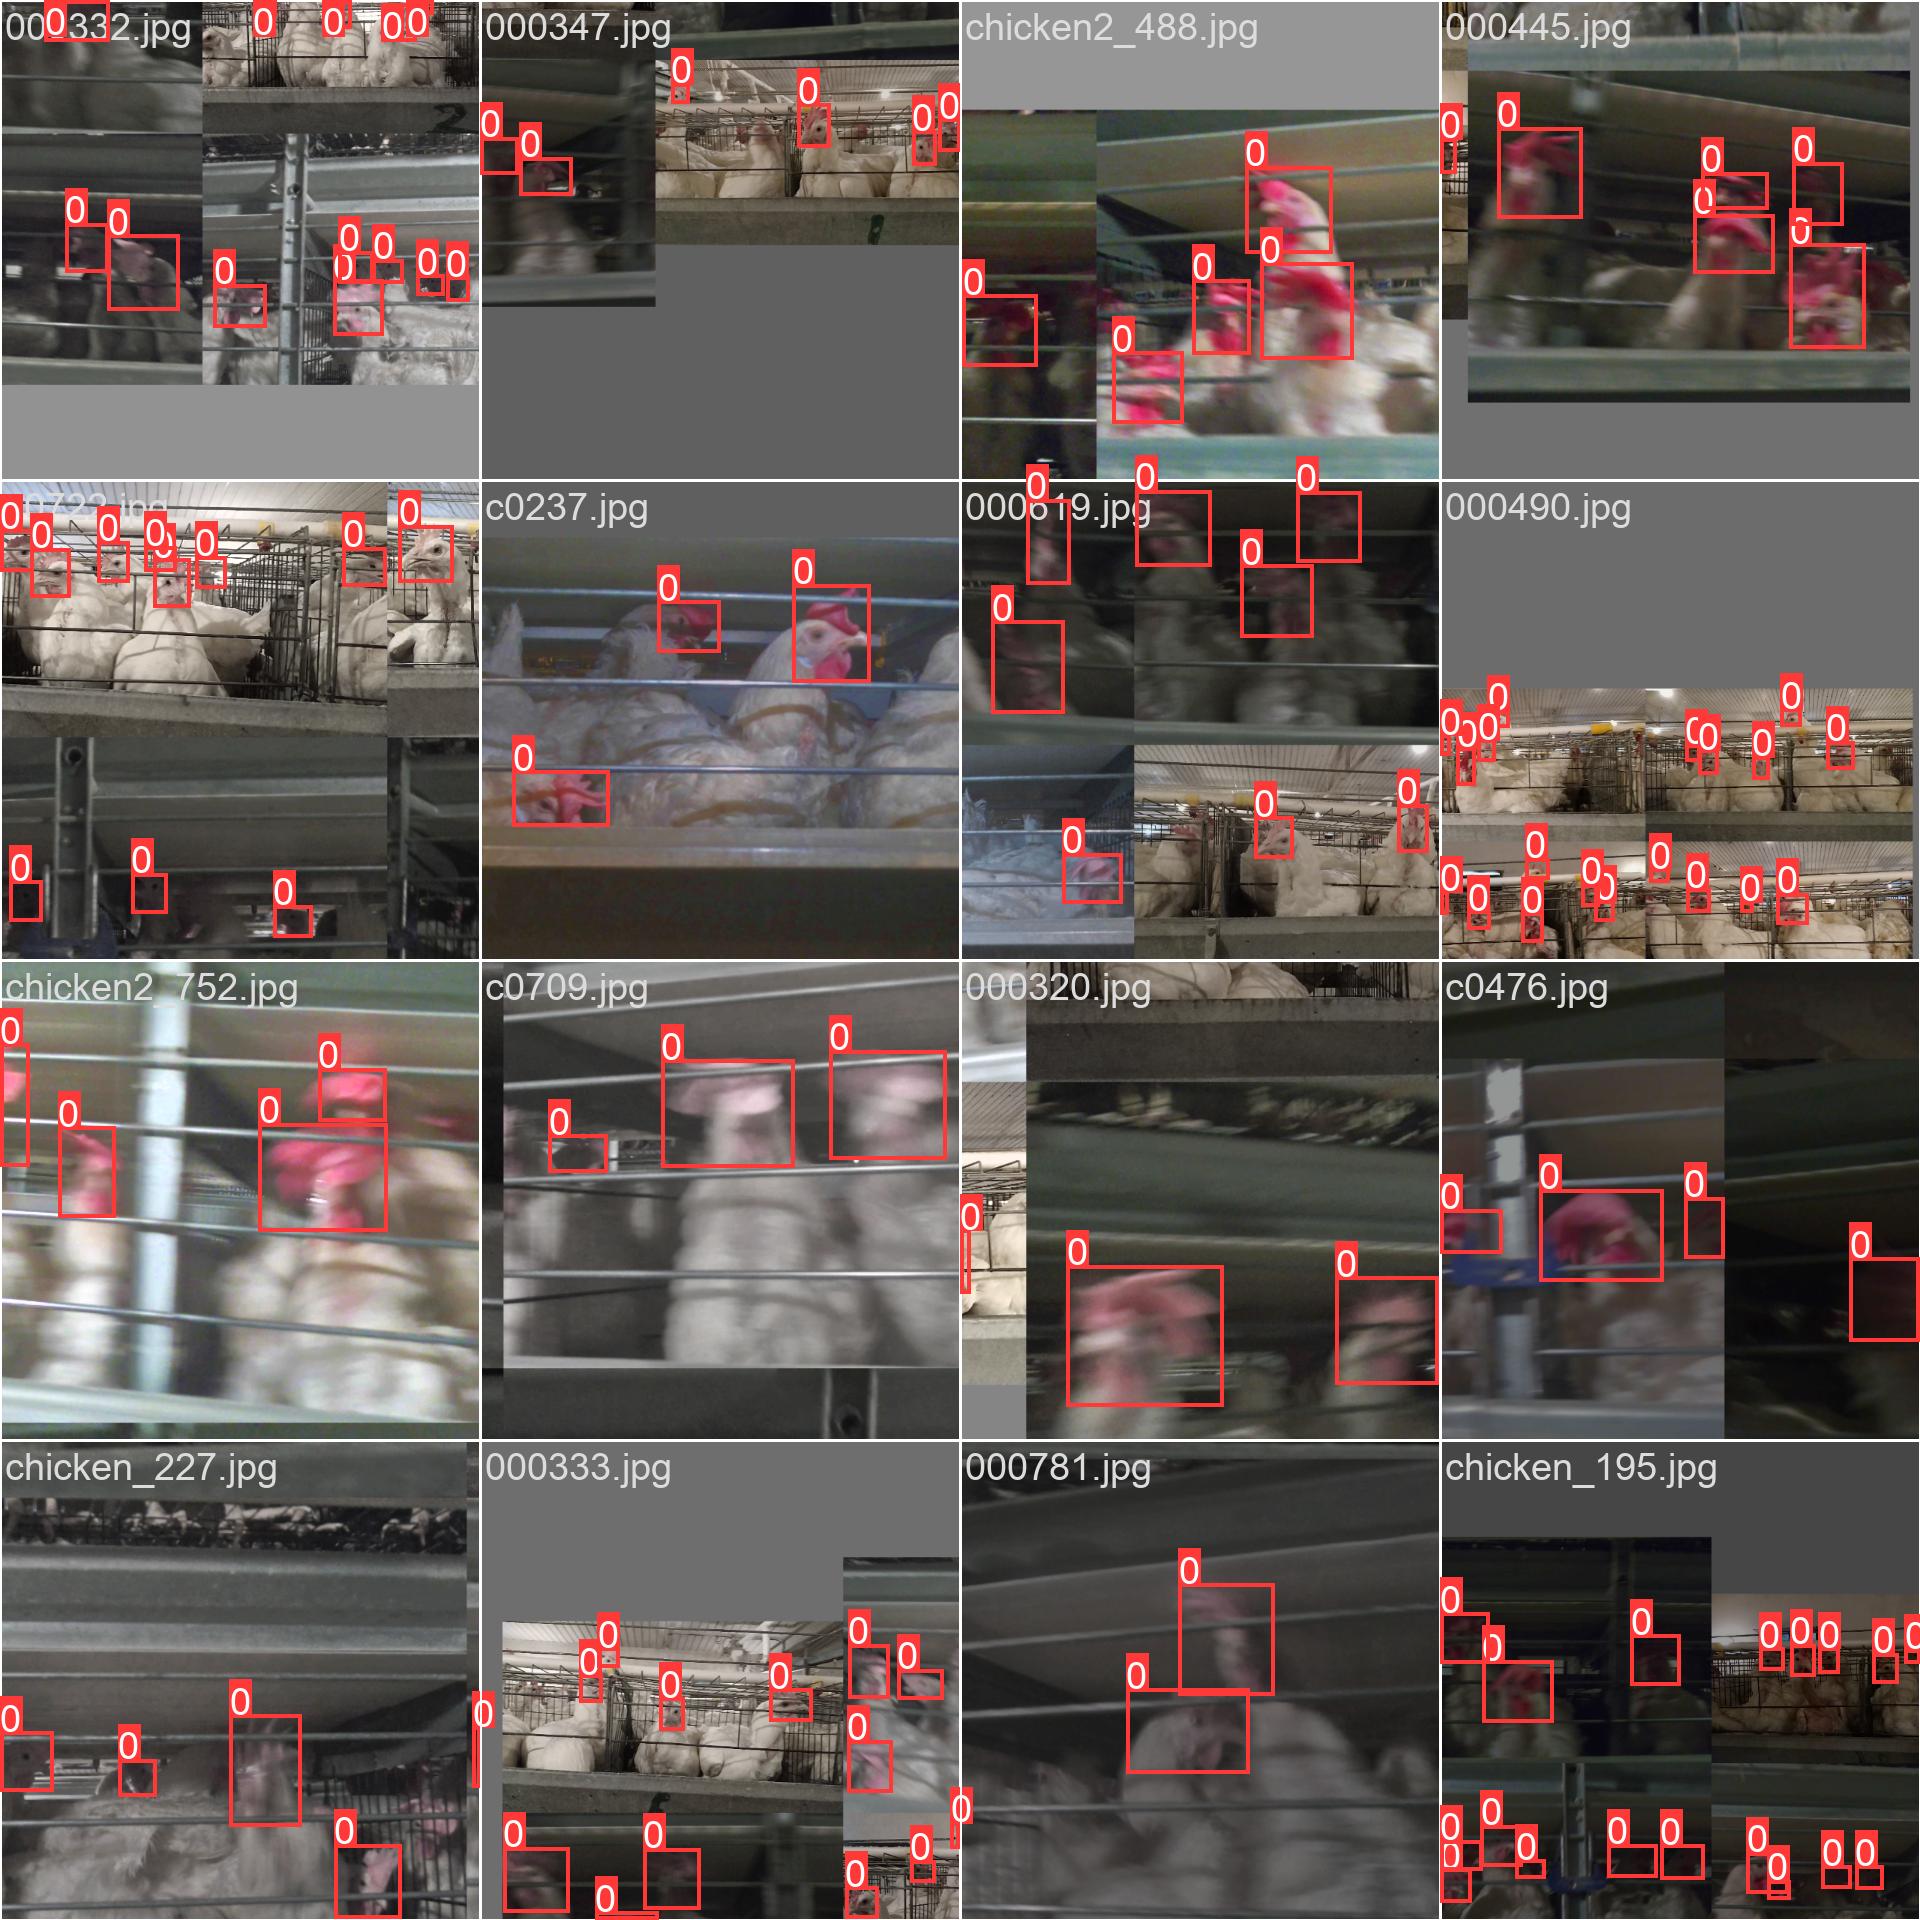 000332.jpg
000347.jpg
chicken2_488.jpg
000445.jpg
c0237.jpg
000619.jpg
000490.jpg
chicken2_752.jpg
c0709.jpg
000320.jpg
c0476.jpg
chicken_227.jpg
000333.jpg
000781.jpg
chicken_195.jpg